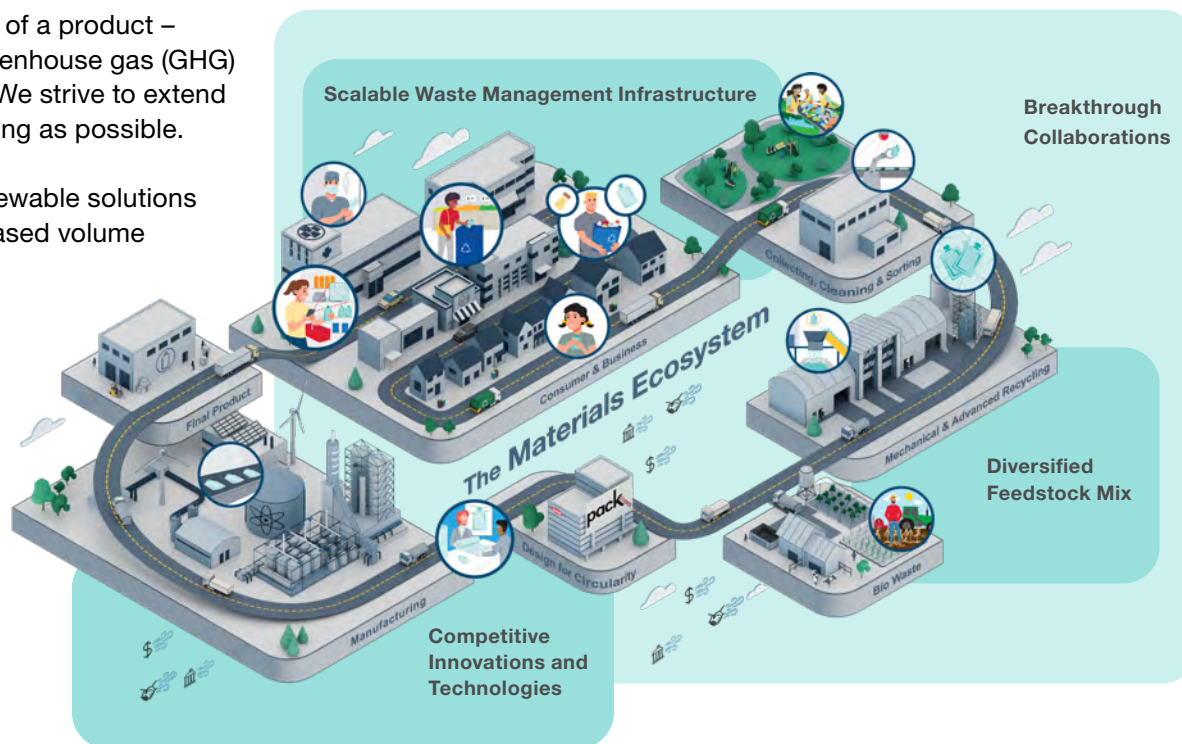 of a product –
enhouse gas (GHG)
We strive to extend
ng as possible.
ewable solutions
ased volume
Scalable Waste Management Infrastructure
Breakthrough
Collaborations
Collecting, Cleaning & Sorting
Consumer & Business
The Materials Ecosystem
Final Product
Mechanical & Advanced Recycling
Diversified
Feedstock Mix
pack
Design for Circularity
Bio Waste
Manufacturing
Competitive
Innovations and
Technologies
$
$
$